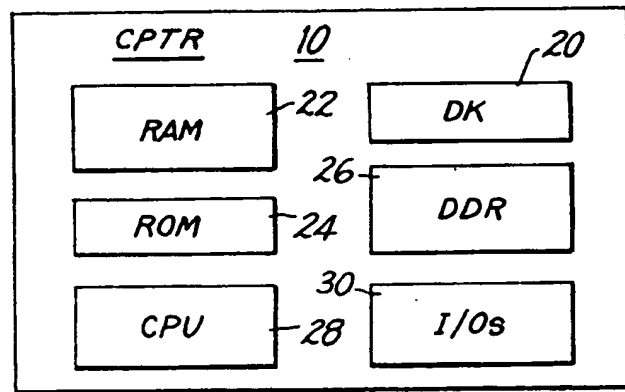 CPTR 10 20
RAM 22 DK
26 DDR
ROM 24
30 I/Os
CPU 28